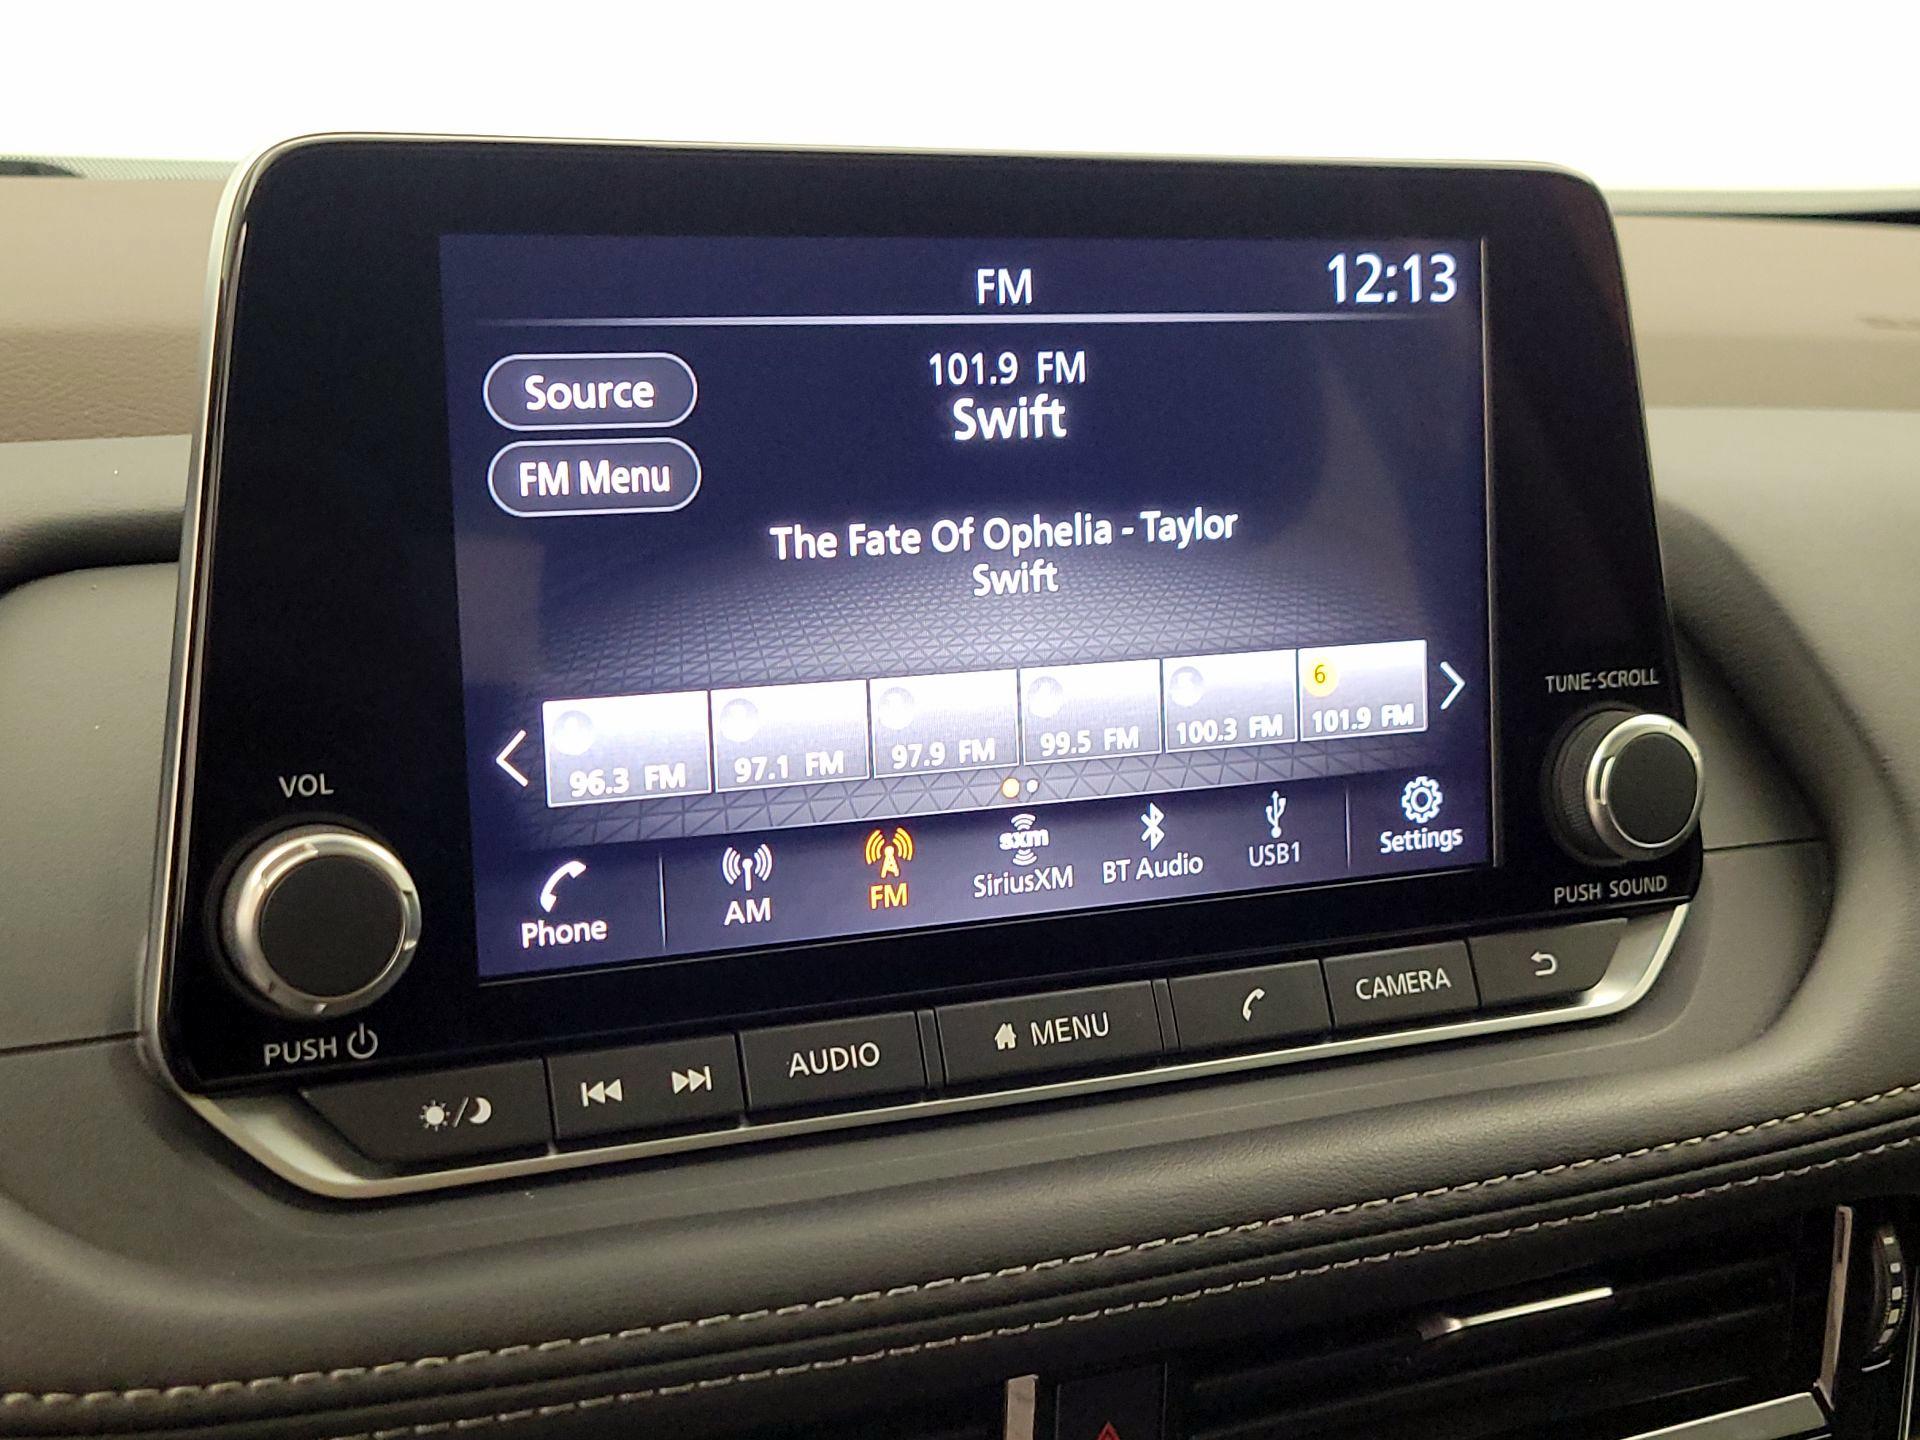 FM
12:13
Source
101.9 FM
Swift
FM Menu
The Fate Of Ophelia - Taylor
Swift
TUNE·SCROLL
6
96.3 FM
97.1 FM
97.9 FM
99.5 FM
100.3 FM
101.9 FM
VOL
Phone
AM
FM
sxm
SiriusXM
BT Audio
USB1
Settings
PUSH SOUND
PUSH
AUDIO
MENU
CAMERA